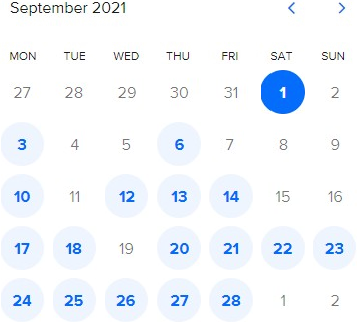 September 2021
MON TUE WED THU FRI SAT SUN
27 28 29 30 31 1 2
3 4 5 6 7 8 9
10 11 12 13 14 15 16
17 18 19 20 21 22 23
24 25 26 27 28 1 2